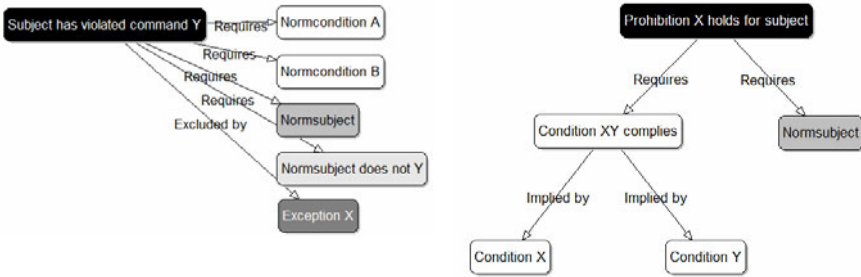 Subject has violated command Y
Requires
Normcondition A
Requires
Normcondition B
Requires
Requires
Normsubject
Excluded by
Normsubject does not Y
Exception X
Prohibition X holds for subject
Requires
Requires
Condition XY complies
Normsubject
Implied by
Implied by
Condition X
Condition Y